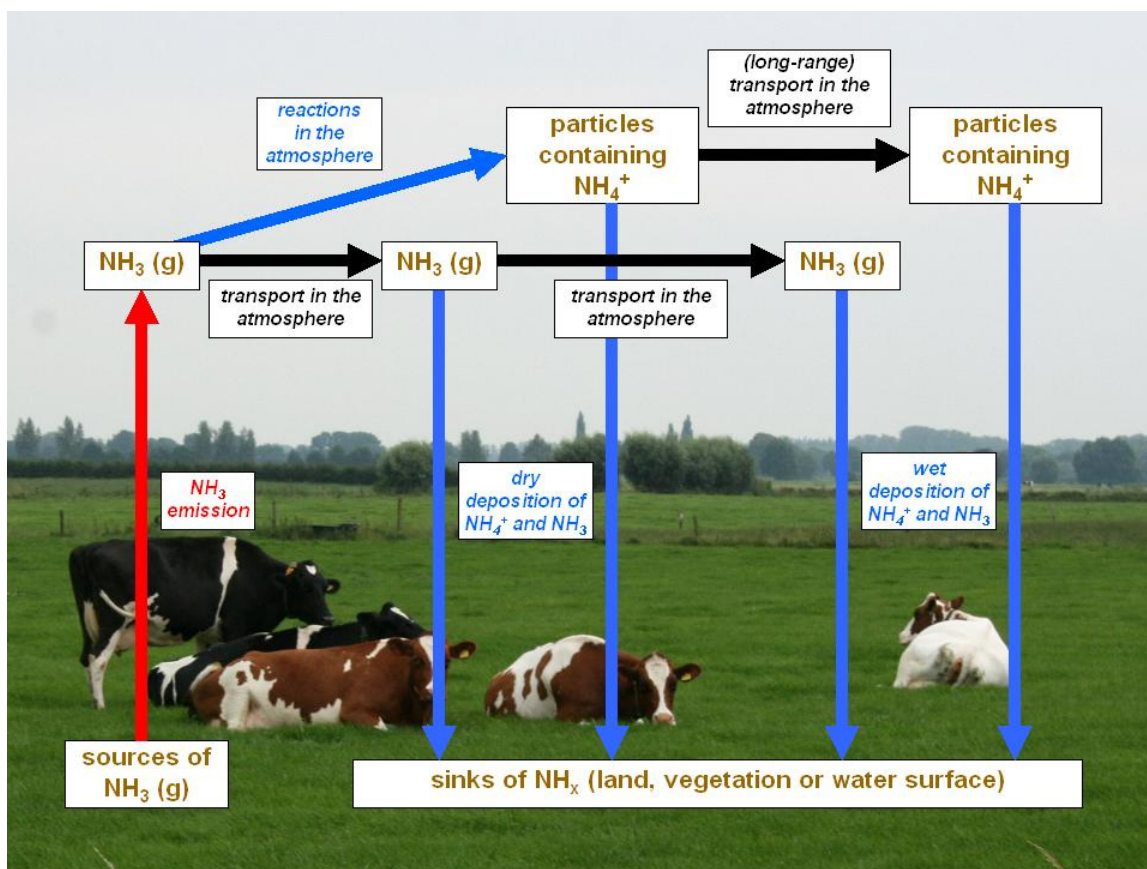 (long-range)
transport in the
atmosphere
reactions
in the
atmosphere
particles
containing
NH₄⁺
particles
containing
NH₄⁺
NH₃ (g)
NH₃ (g)
NH₃ (g)
transport in the
atmosphere
transport in the
atmosphere
NH₃
emission
dry
deposition of
NH₄⁺ and NH₃
wet
deposition of
NH₄⁺ and NH₃
sources of
NH₃ (g)
sinks of NHₓ (land, vegetation or water surface)